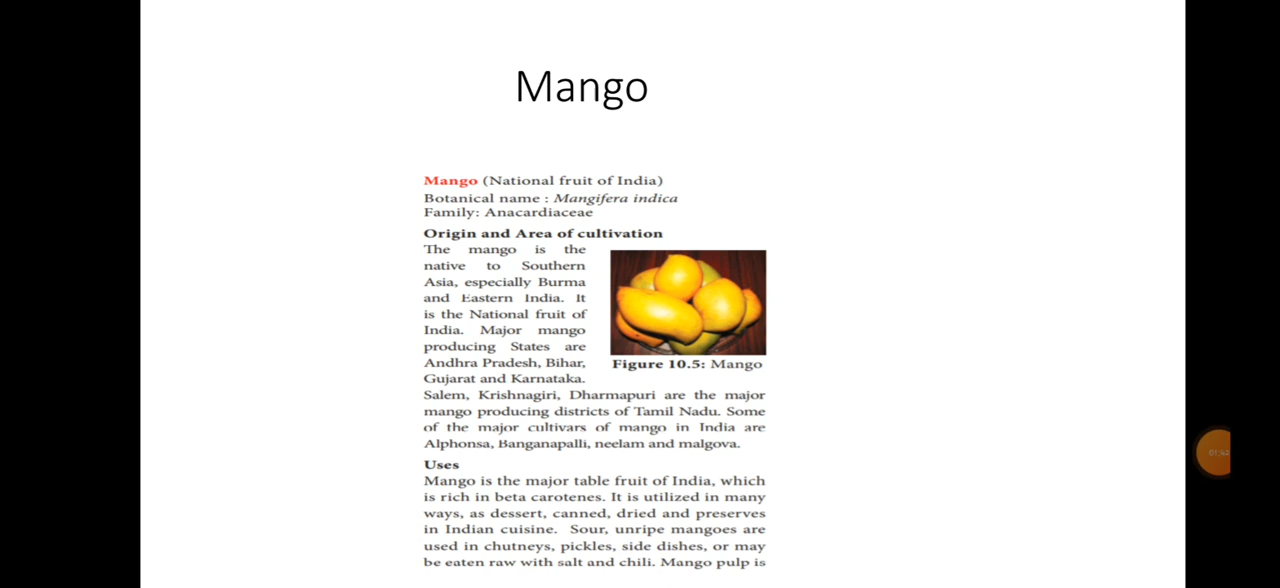 Mango
Mango (National fruit of India)
Botanical name : Mangifera indica
Family: Anacardiaceae
Origin and Area of cultivation
The mango is the
native to Southern
Asia, especially Burma
and Eastern India. It
is the National fruit of
India. Major mango
producing States are
Andhra Pradesh, Bihar,
Gujarat and Karnataka.
Figure 10.5: Mango
Salem, Krishnagiri, Dharmapuri are the major
mango producing districts of Tamil Nadu. Some
of the major cultivars of mango in India are
Alphonsa, Banganapalli, neelam and malgova.
Uses
Mango is the major table fruit of India, which
is rich in beta carotenes. It is utilized in many
ways, as dessert, canned, dried and preserves
in Indian cuisine. Sour, unripe mangoes are
used in chutneys, pickles, side dishes, or may
be eaten raw with salt and chili. Mango pulp is